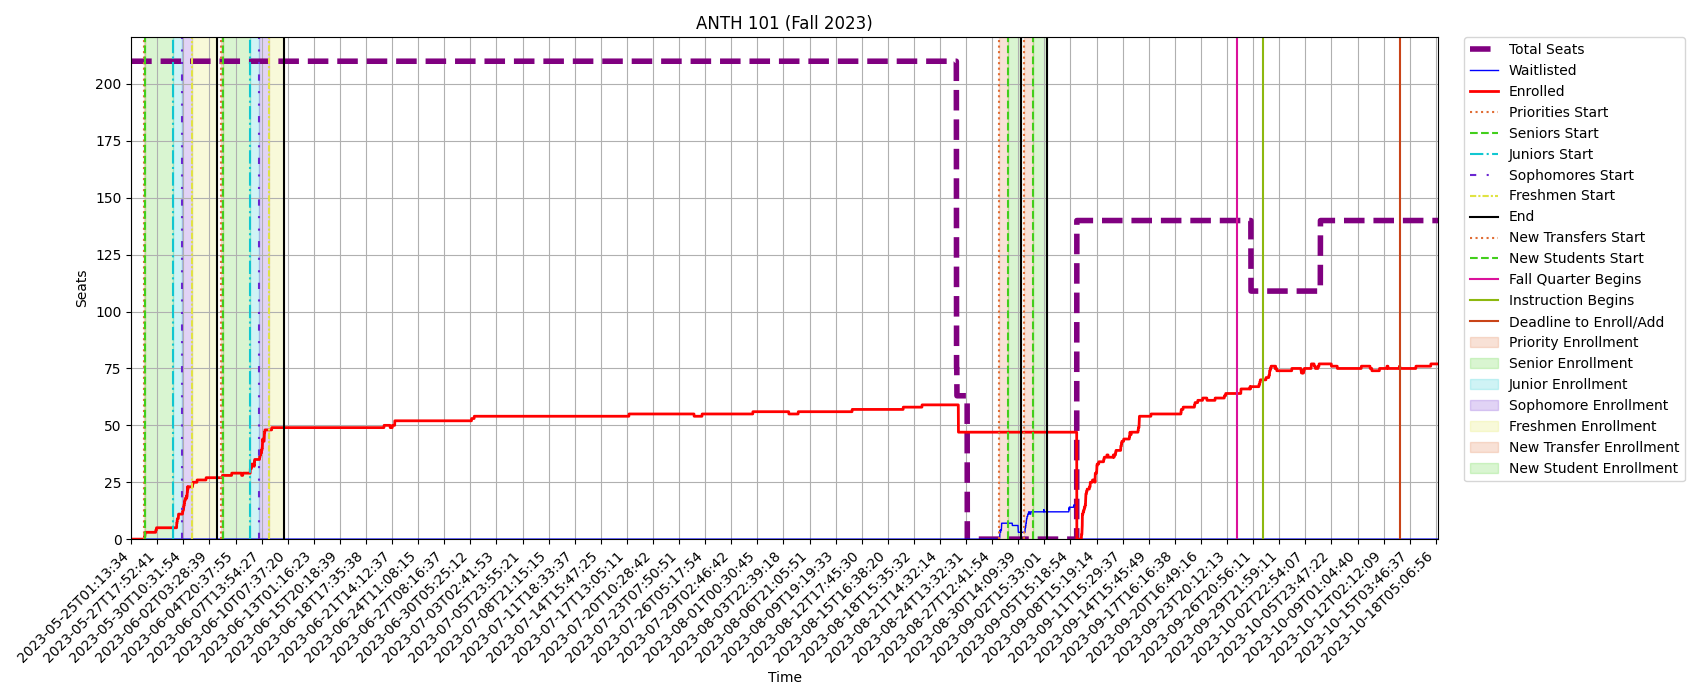 ANTH 101 (Fall 2023)
Seats
200
175
150
125
100
75
50
25
0
2023-05-25T01:13:34
2023-05-27T17:52:41
2023-05-30T10:31:54
2023-06-02T03:28:39
2023-06-04T20:37:55
2023-06-07T13:54:27
2023-06-10T07:37:20
2023-06-13T01:16:23
2023-06-15T20:18:39
2023-06-18T17:35:38
2023-06-21T14:12:37
2023-06-24T11:08:15
2023-06-27T08:16:37
2023-06-30T05:25:12
2023-07-03T02:41:53
2023-07-05T23:55:21
2023-07-08T21:15:15
2023-07-11T18:33:37
2023-07-14T15:47:25
2023-07-17T13:05:11
2023-07-20T10:28:42
2023-07-23T07:50:51
2023-07-26T05:17:54
2023-07-29T02:46:42
2023-08-01T00:30:45
2023-08-03T22:39:18
2023-08-06T21:05:51
2023-08-09T19:19:33
2023-08-12T17:45:30
2023-08-15T16:38:20
2023-08-18T15:35:32
2023-08-21T14:32:14
2023-08-24T13:32:31
2023-08-27T12:41:54
2023-08-30T14:09:39
2023-09-02T15:33:01
2023-09-05T15:18:54
2023-09-08T15:19:14
2023-09-11T15:29:37
2023-09-14T15:45:49
2023-09-17T16:16:38
2023-09-20T16:49:16
2023-09-23T20:12:13
2023-09-26T20:56:11
2023-09-29T21:59:11
2023-10-02T22:54:07
2023-10-05T23:47:22
2023-10-09T01:04:40
2023-10-12T02:12:09
2023-10-15T03:46:37
2023-10-18T05:06:56
Time
Total Seats
Waitlisted
Enrolled
Priorities Start
Seniors Start
Juniors Start
Sophomores Start
Freshmen Start
End
New Transfers Start
New Students Start
Fall Quarter Begins
Instruction Begins
Deadline to Enroll/Add
Priority Enrollment
Senior Enrollment
Junior Enrollment
Sophomore Enrollment
Freshmen Enrollment
New Transfer Enrollment
New Student Enrollment